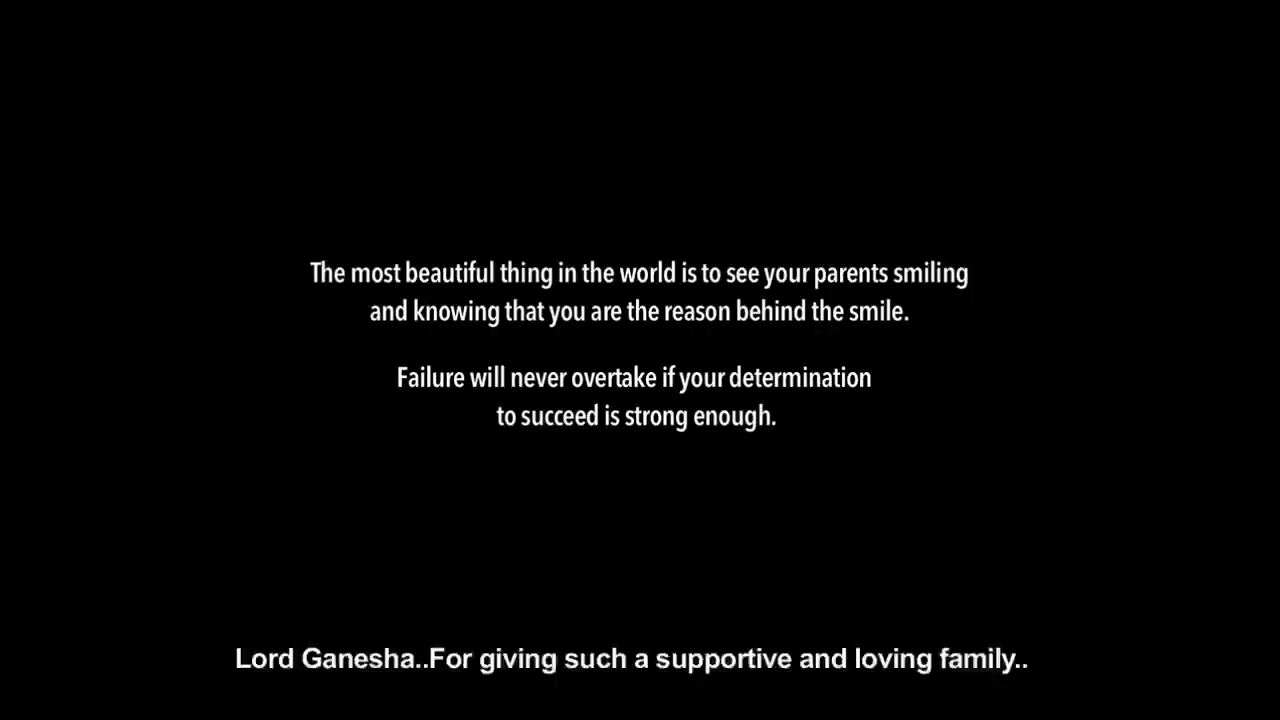 The most beautiful thing in the world is to see your parents smiling
and knowing that you are the reason behind the smile.
Failure will never overtake if your determination
to succeed is strong enough.
Lord Ganesha..For giving such a supportive and loving family..